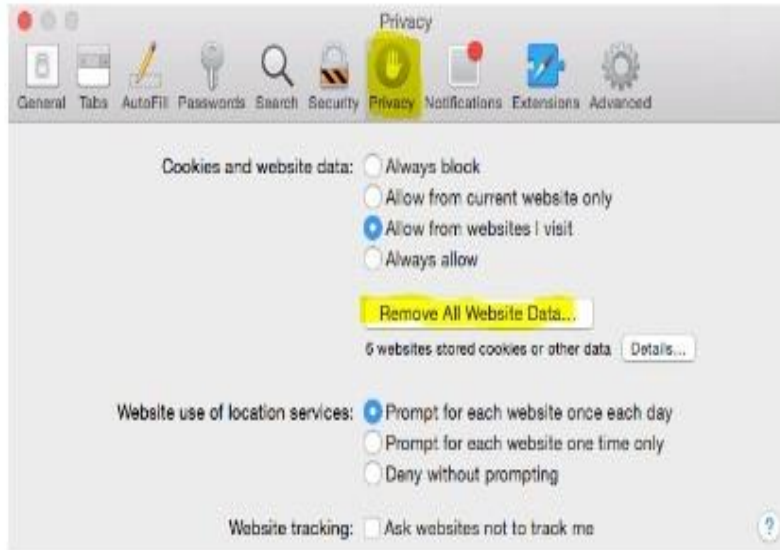 Privacy
General Tabs AutoFill Passwords Search Security Privacy Notifications Extensions Advanced
Cookies and website data: Always block
Allow from current website only
Allow from websites I visit
Always allow
Remove All Website Data...
6 websites stored cookies or other data Details...
Website use of location services: Prompt for each website once each day
Prompt for each website one time only
Deny without prompting
Website tracking: Ask websites not to track me
?